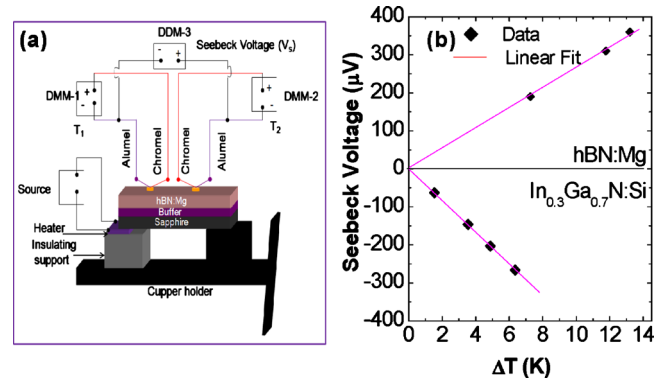 (a)
DDM-3
Seebeck Voltage (Vs)
- +
DMM-1
+
-
T1
+
-
DMM-2
T2
Alumel
Chromel
Chromel
Alumel
Source
+
-
hBN:Mg
Buffer
Sapphire
Heater
Insulating
support
Cupper holder
(b)
Data
Linear Fit
hBN:Mg
In0.3Ga0.7N:Si
Seebeck Voltage (μV)
400
300
200
100
0
-100
-200
-300
-400
0 2 4 6 8 10 12 14
ΔT (K)